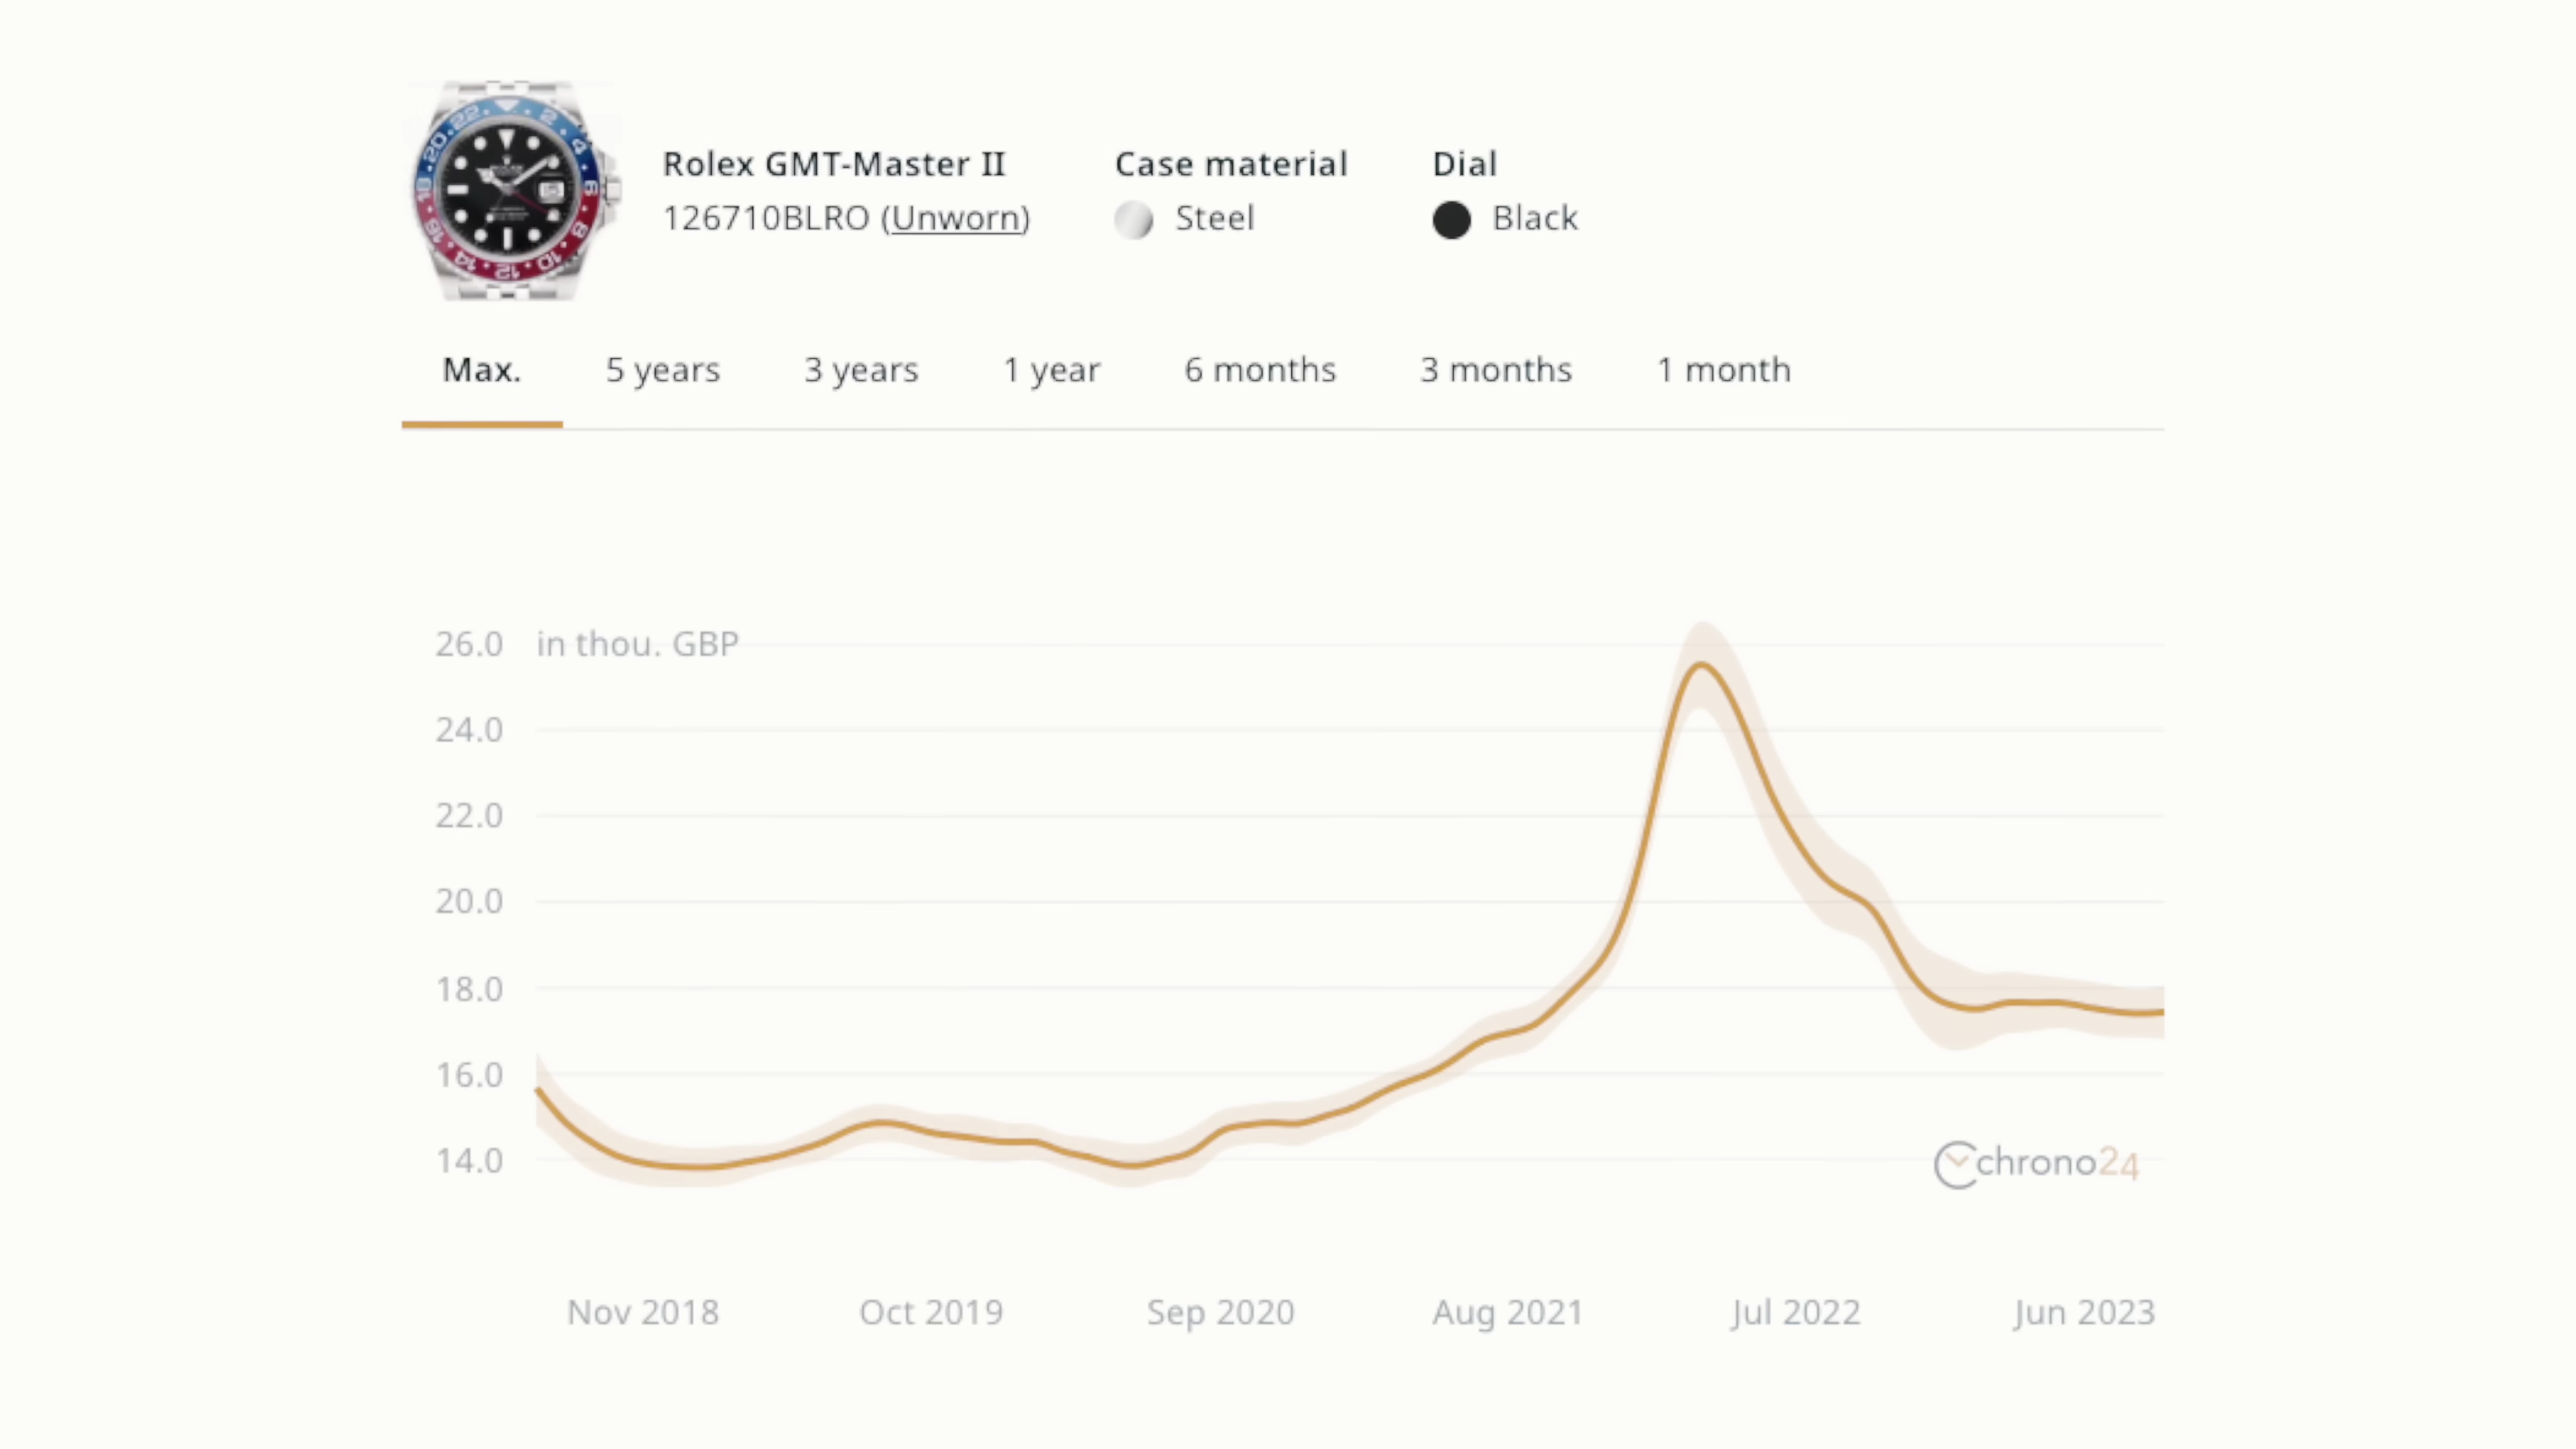 Rolex GMT-Master II
126710BLRO (Unworn)
Case material
Steel
Dial
Black
Max.
5 years
3 years
1 year
6 months
3 months
1 month
26.0 in thou. GBP
24.0
22.0
20.0
18.0
16.0
14.0
chrono24
Nov 2018
Oct 2019
Sep 2020
Aug 2021
Jul 2022
Jun 2023